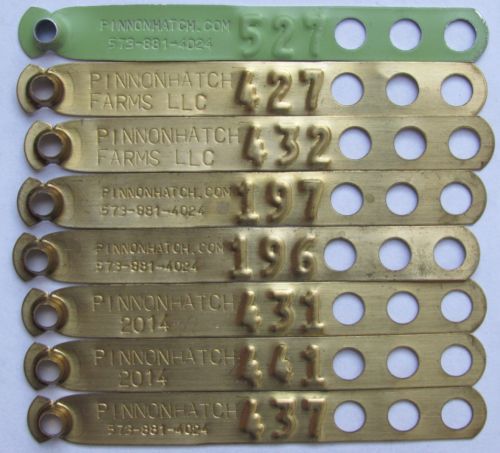 PINNONHATCH.COM
573-881-4024
527
PINNONHATCH
FARMS LLC
427
PINNONHATCH
FARMS LLC
432
PINNONHATCH.COM
573-881-4024
197
PINNONHATCH.COM
573-881-4024
196
PINNONHATCH
2014
431
PINNONHATCH
2014
441
PINNONHATCH
573-881-4024
437